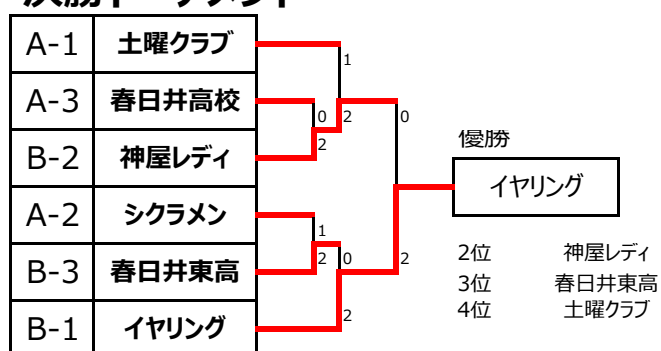 決勝トーナメント
A-1 土曜クラブ
1
A-3 春日井高校
0 2 0
B-2 神屋レディ
2
優勝
イヤリング
A-2 シクラメン
1
B-3 春日井東高
2 0 2
2位 神屋レディ
3位 春日井東高
B-1 イヤリング
2
4位 土曜クラブ